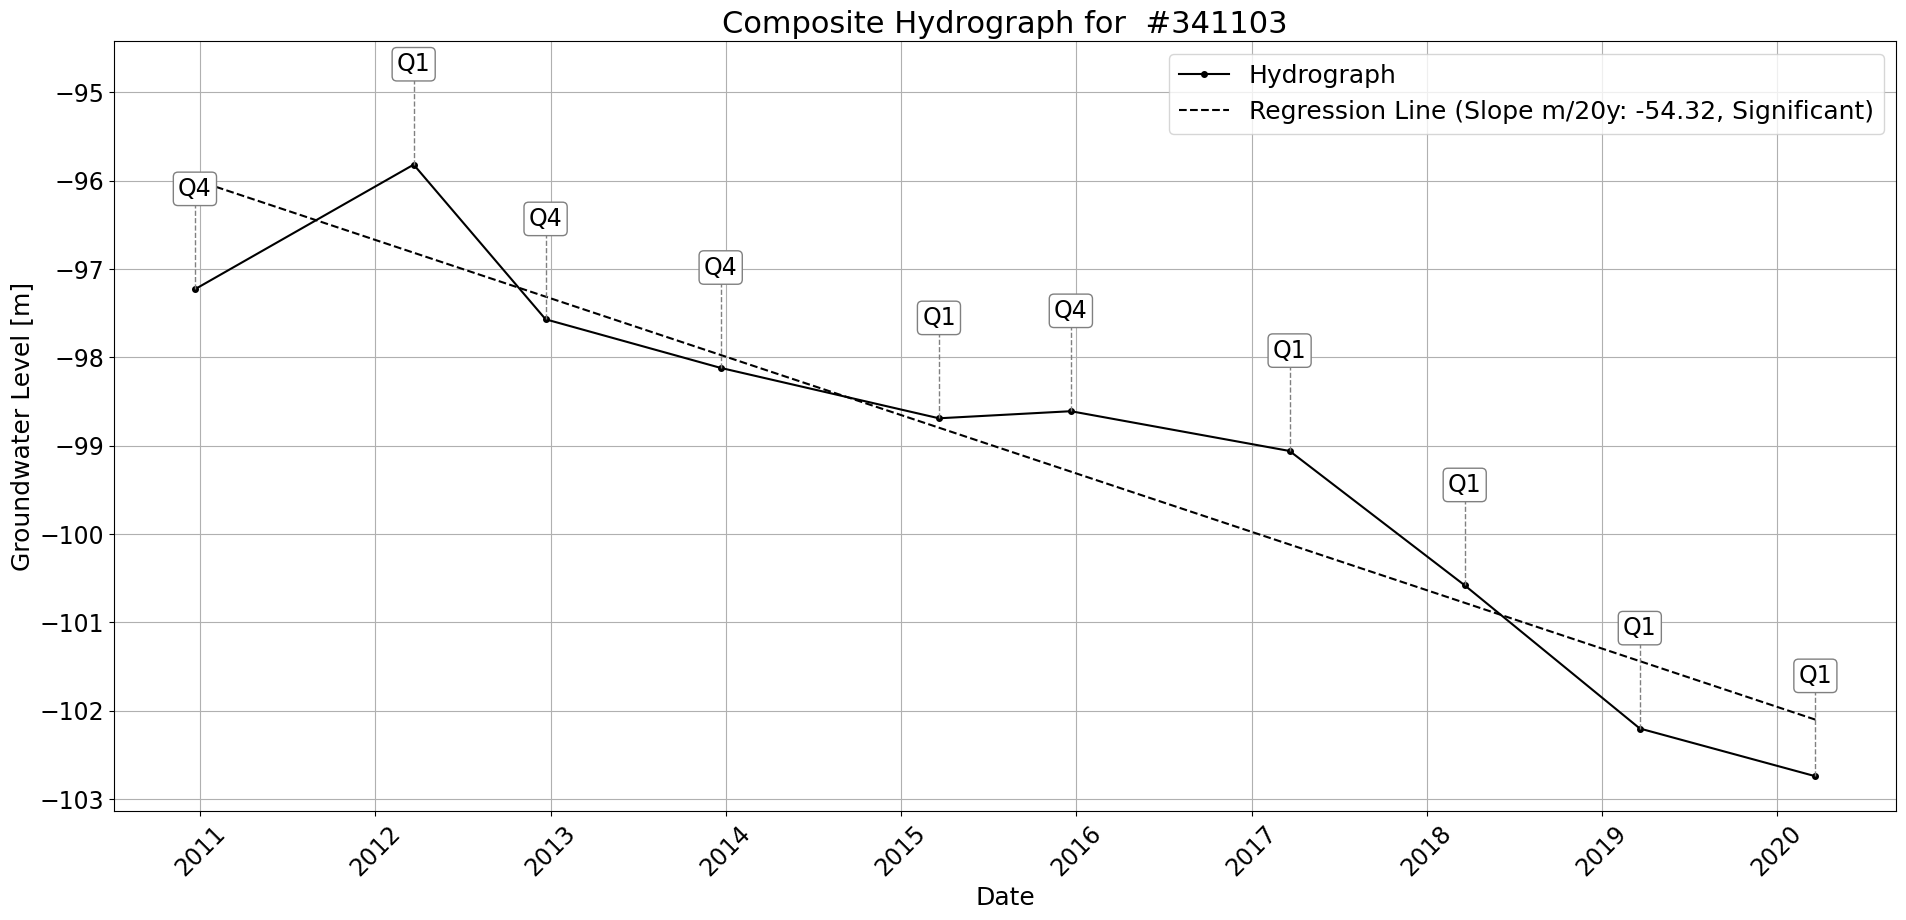 Composite Hydrograph for  #341103
Hydrograph
Regression Line (Slope m/20y: -54.32, Significant)
Groundwater Level [m]
−95
−96
−97
−98
−99
−100
−101
−102
−103
Q4
Q1
Q4
Q4
Q1
Q4
Q1
Q1
Q1
Q1
2011
2012
2013
2014
2015
2016
2017
2018
2019
2020
Date